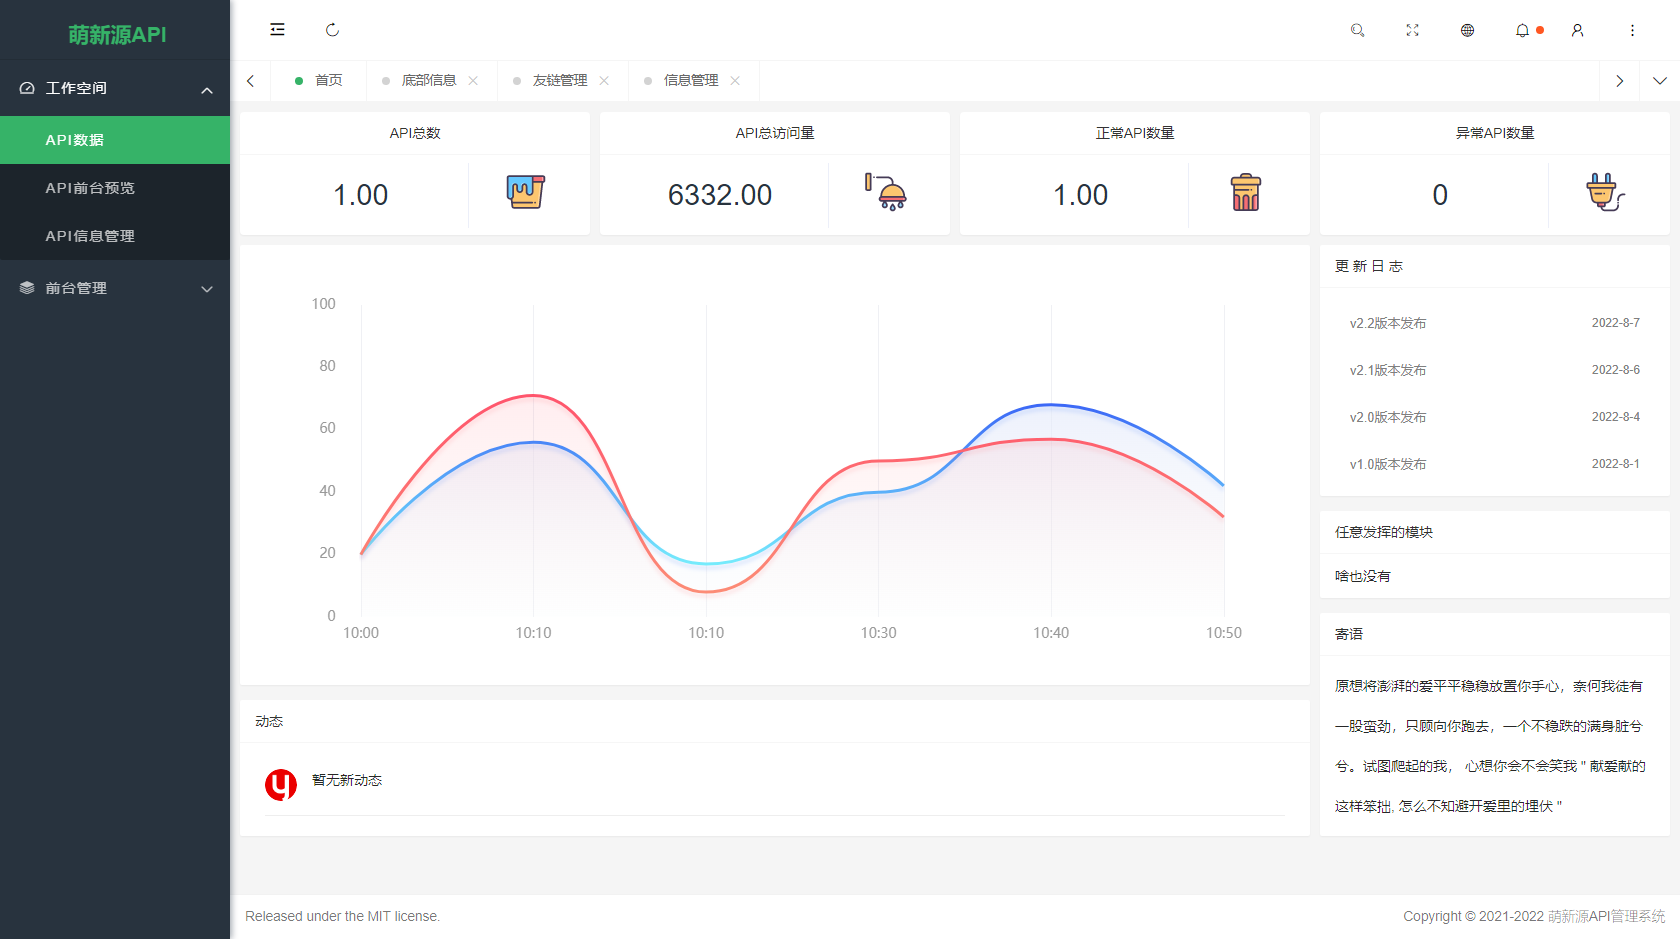 萌新源API
工作空间
API数据
API前台预览
API信息管理
前台管理
首页
底部信息
友链管理
信息管理
API总数
1.00
API总访问量
6332.00
正常API数量
1.00
异常API数量
0
100
80
60
40
20
0
10:00
10:10
10:10
10:30
10:40
10:50
更 新 日 志
v2.2版本发布 2022-8-7
v2.1版本发布 2022-8-6
v2.0版本发布 2022-8-4
v1.0版本发布 2022-8-1
任意发挥的模块
啥也没有
寄语
原想将澎湃的爱平平稳稳放置你手心，奈何我徒有
一股蛮劲，只顾向你跑去，一个不稳跌的满身脏兮
兮。试图爬起的我， 心想你会不会笑我 " 献爱献的
这样笨拙, 怎么不知避开爱里的埋伏 "
动态
暂无新动态
Released under the MIT license.
Copyright © 2021-2022 萌新源API管理系统